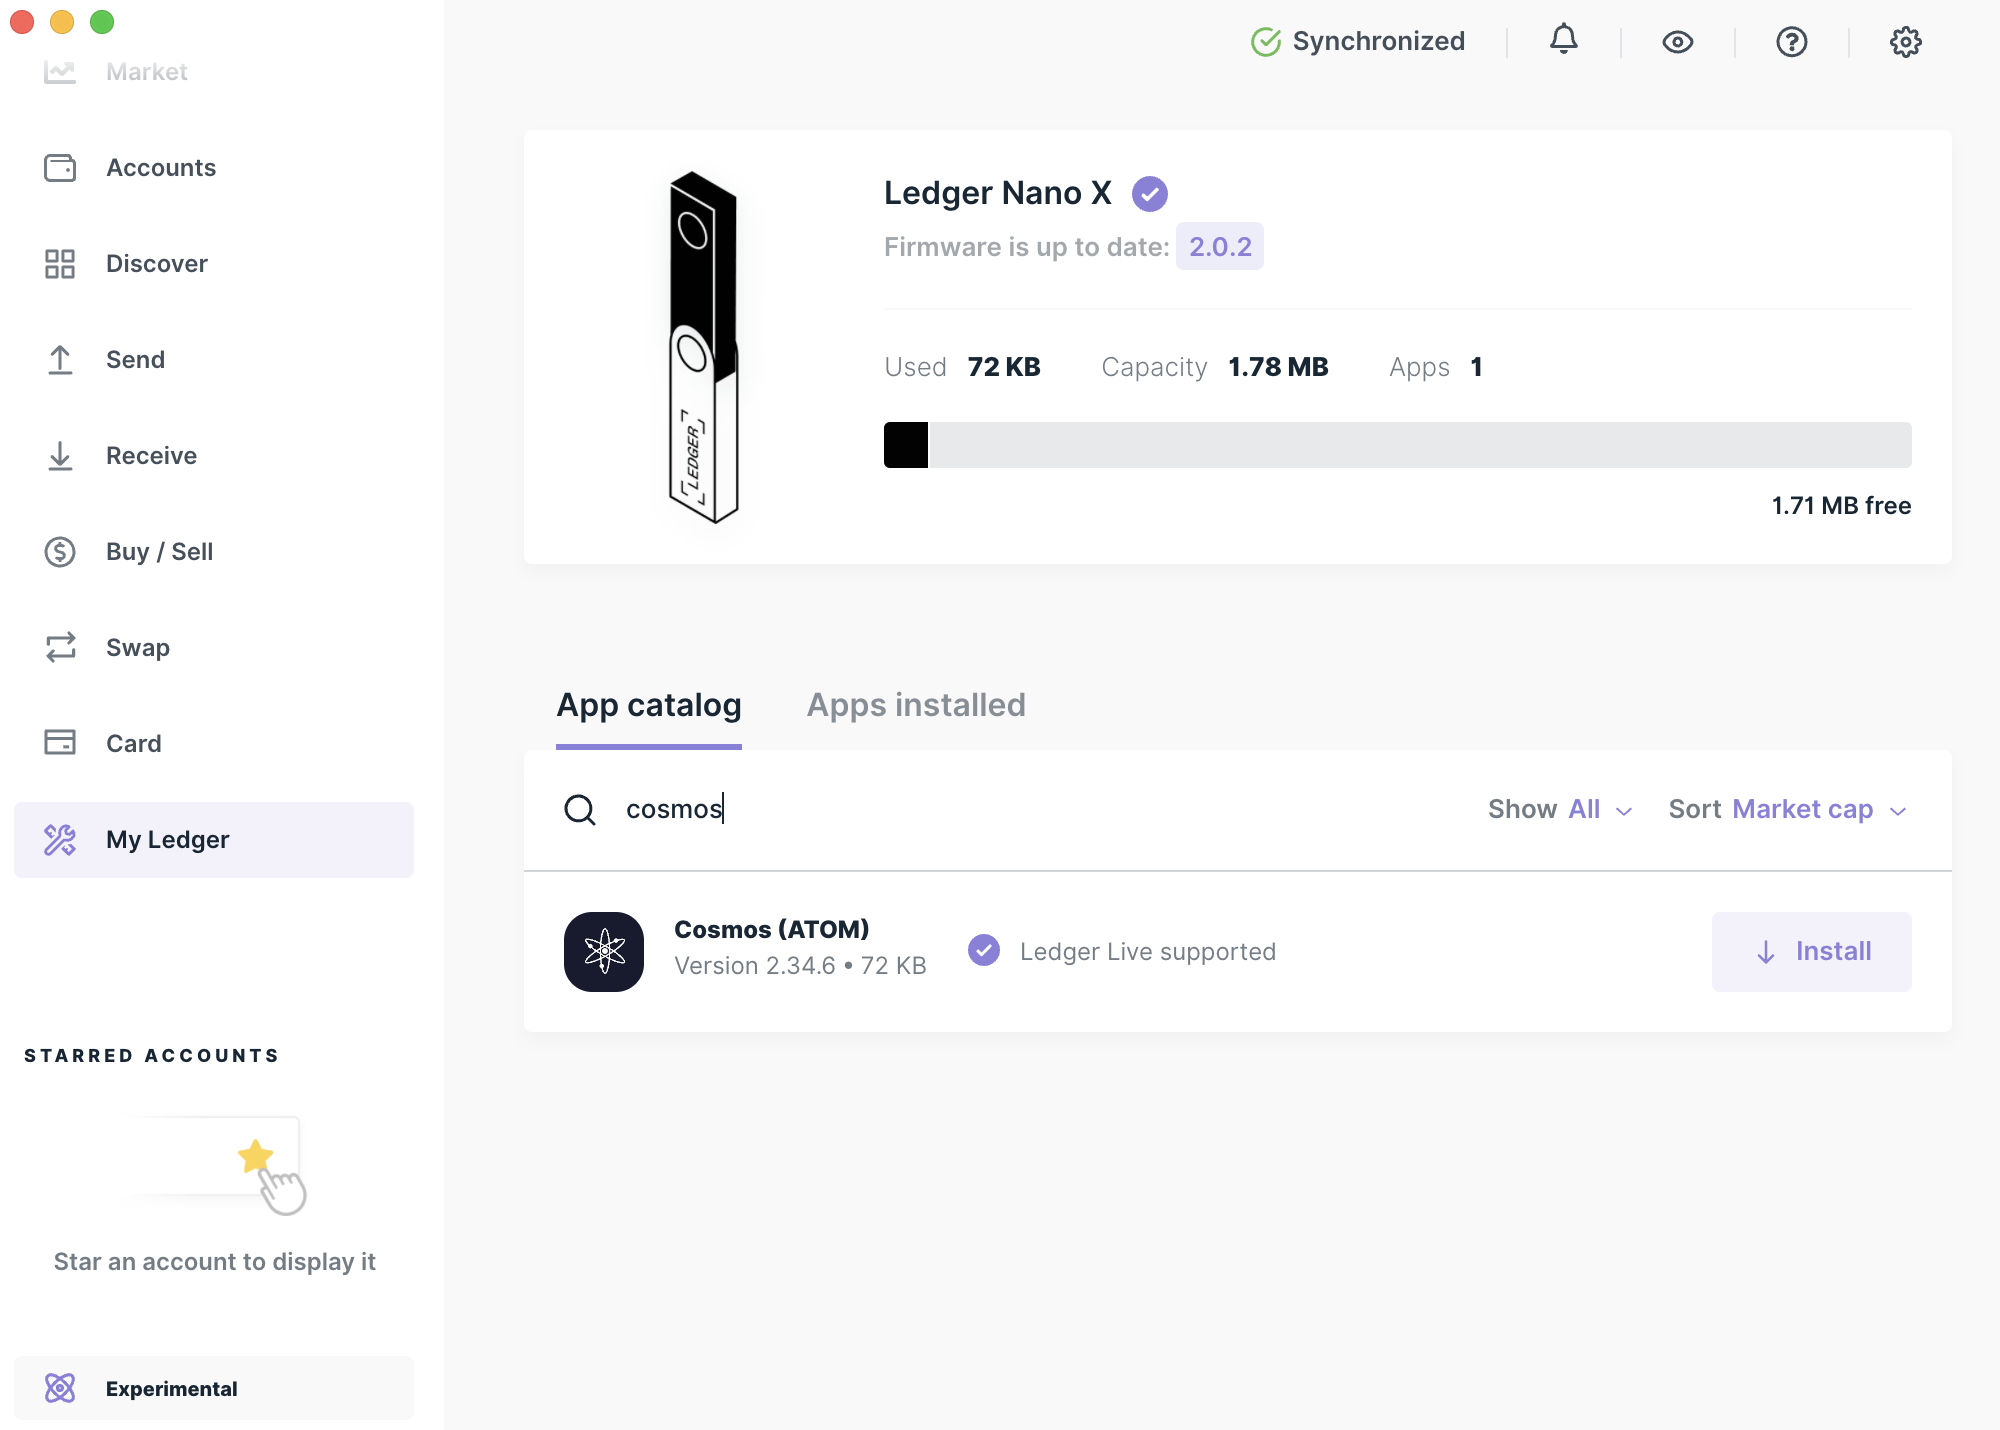 Market
Accounts
Discover
Send
Receive
Buy / Sell
Swap
Card
My Ledger
STARRED ACCOUNTS
Star an account to display it
Experimental
Synchronized
LEDGER
Ledger Nano X
Firmware is up to date: 2.0.2
Used 72 KB Capacity 1.78 MB Apps 1
1.71 MB free
App catalog Apps installed
cosmos Show All Sort Market cap
Cosmos (ATOM)
Version 2.34.6 • 72 KB
Ledger Live supported
Install